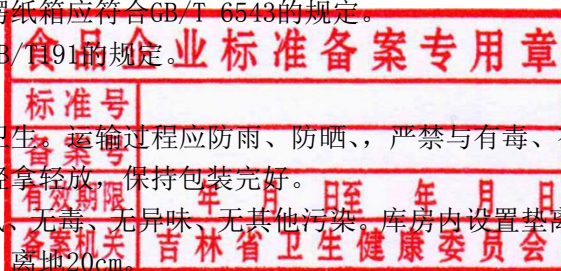 楞纸箱应符合GB/T 6543的规定。
食品企业标准备案专用章
B/T191的规定。
标准号
卫生。运输过程应防雨、防晒、，严禁与有毒、
备案号
轻拿轻放，保持包装完好。
有效期限 年 月 日至 年 月 日
、无毒、无异味、无其他污染。库房内设置垫离
备案机关 吉林省卫生健康委员会
离地20cm。